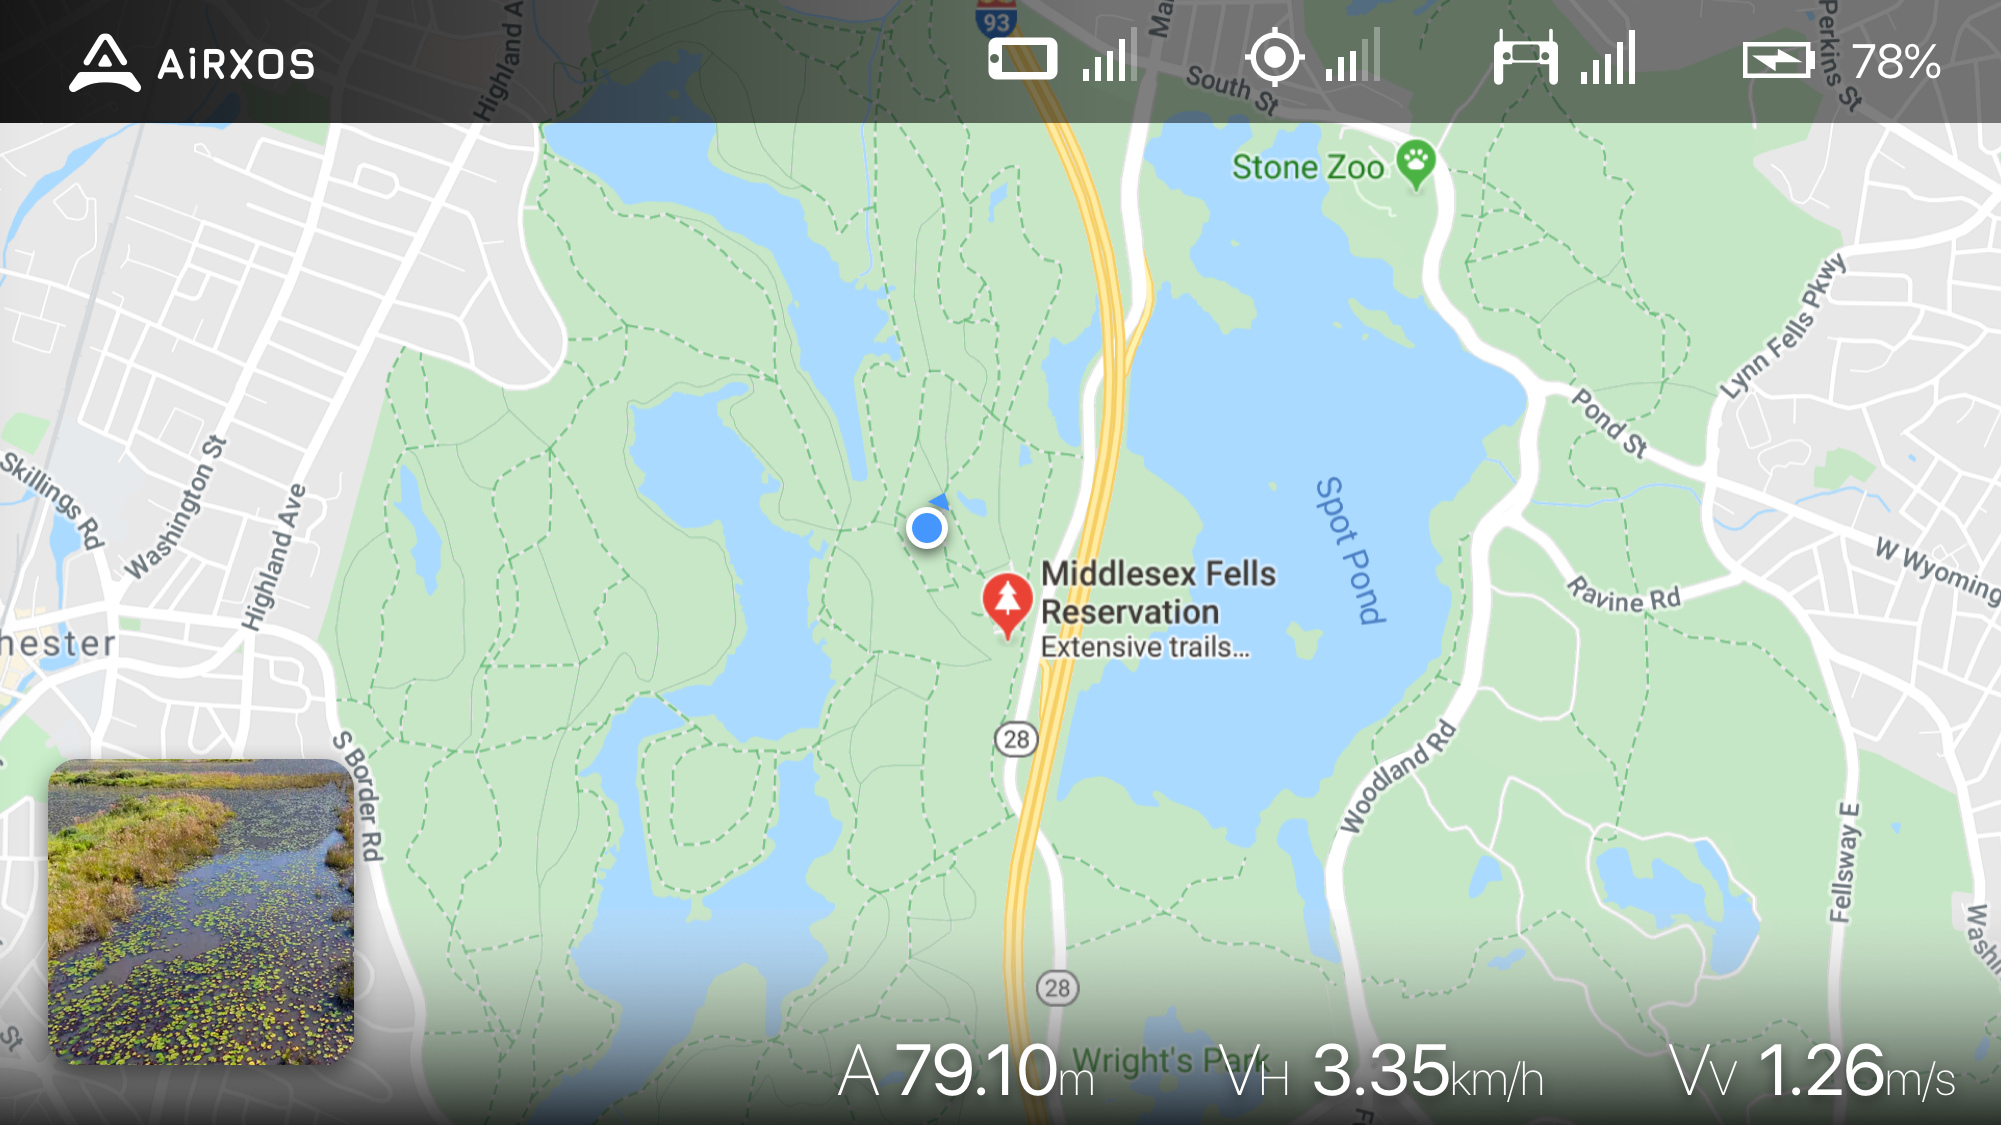 AiRXOS
93
78%
Highland A
Ma
Perkins St
South St
Stone Zoo
Lynn Fells Pkwy
Pond St
Skillings Rd
Washington St
Highland Ave
Spot Pond
W Wyoming
Middlesex Fells
Reservation
Extensive trails...
Ravine Rd
hester
28
S Border Rd
Woodland Rd
Fellsway E
Washi
28
St
Wright's Park
A 79.10m
VH 3.35km/h
VV 1.26m/s